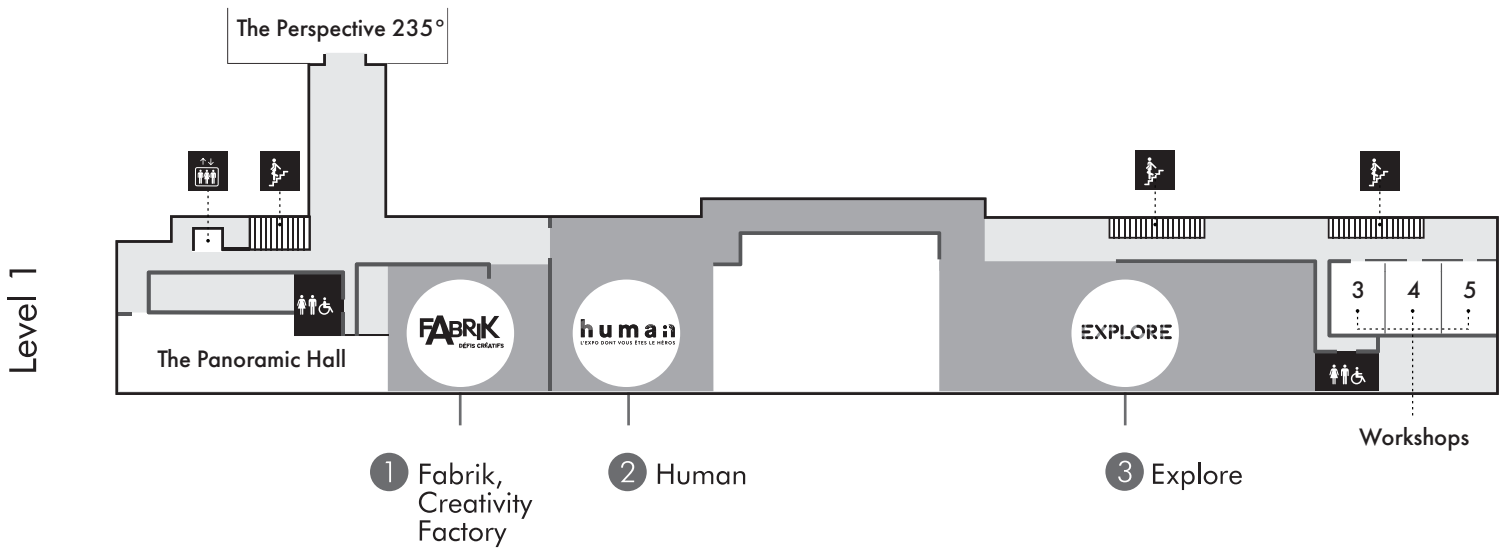 The Perspective 235°
Level 1
3 4 5
The Panoramic Hall
FABRIK
DÉFIS CRÉATIFS
human
L'EXPO DONT VOUS ÊTES LE HÉROS
EXPLORE
Workshops
1 Fabrik,
Creativity
Factory
2 Human
3 Explore